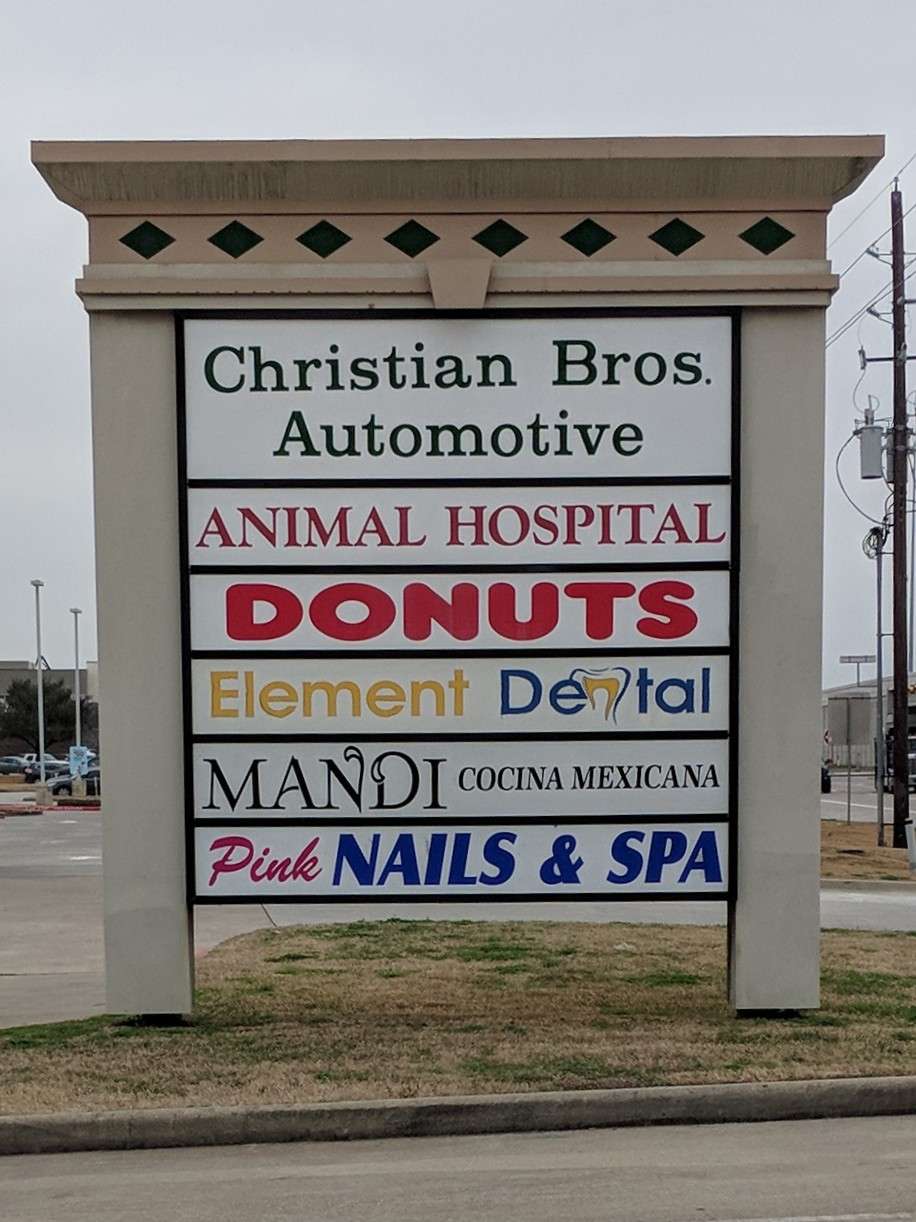 Christian Bros.
Automotive
ANIMAL HOSPITAL
DONUTS
Element Dental
MANDI COCINA MEXICANA
Pink NAILS & SPA